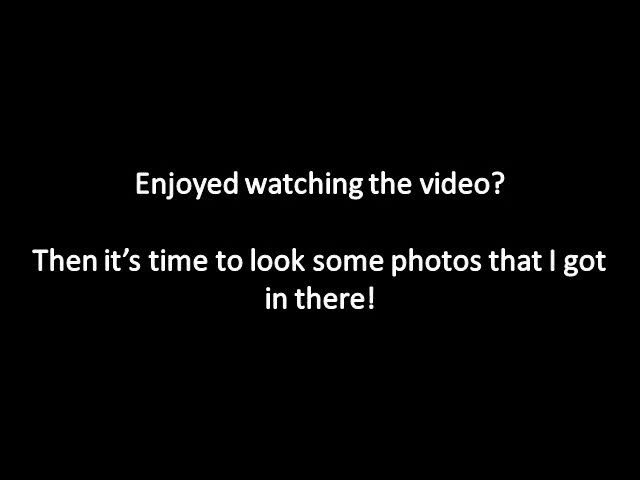 Enjoyed watching the video?
Then it’s time to look some photos that I got
in there!